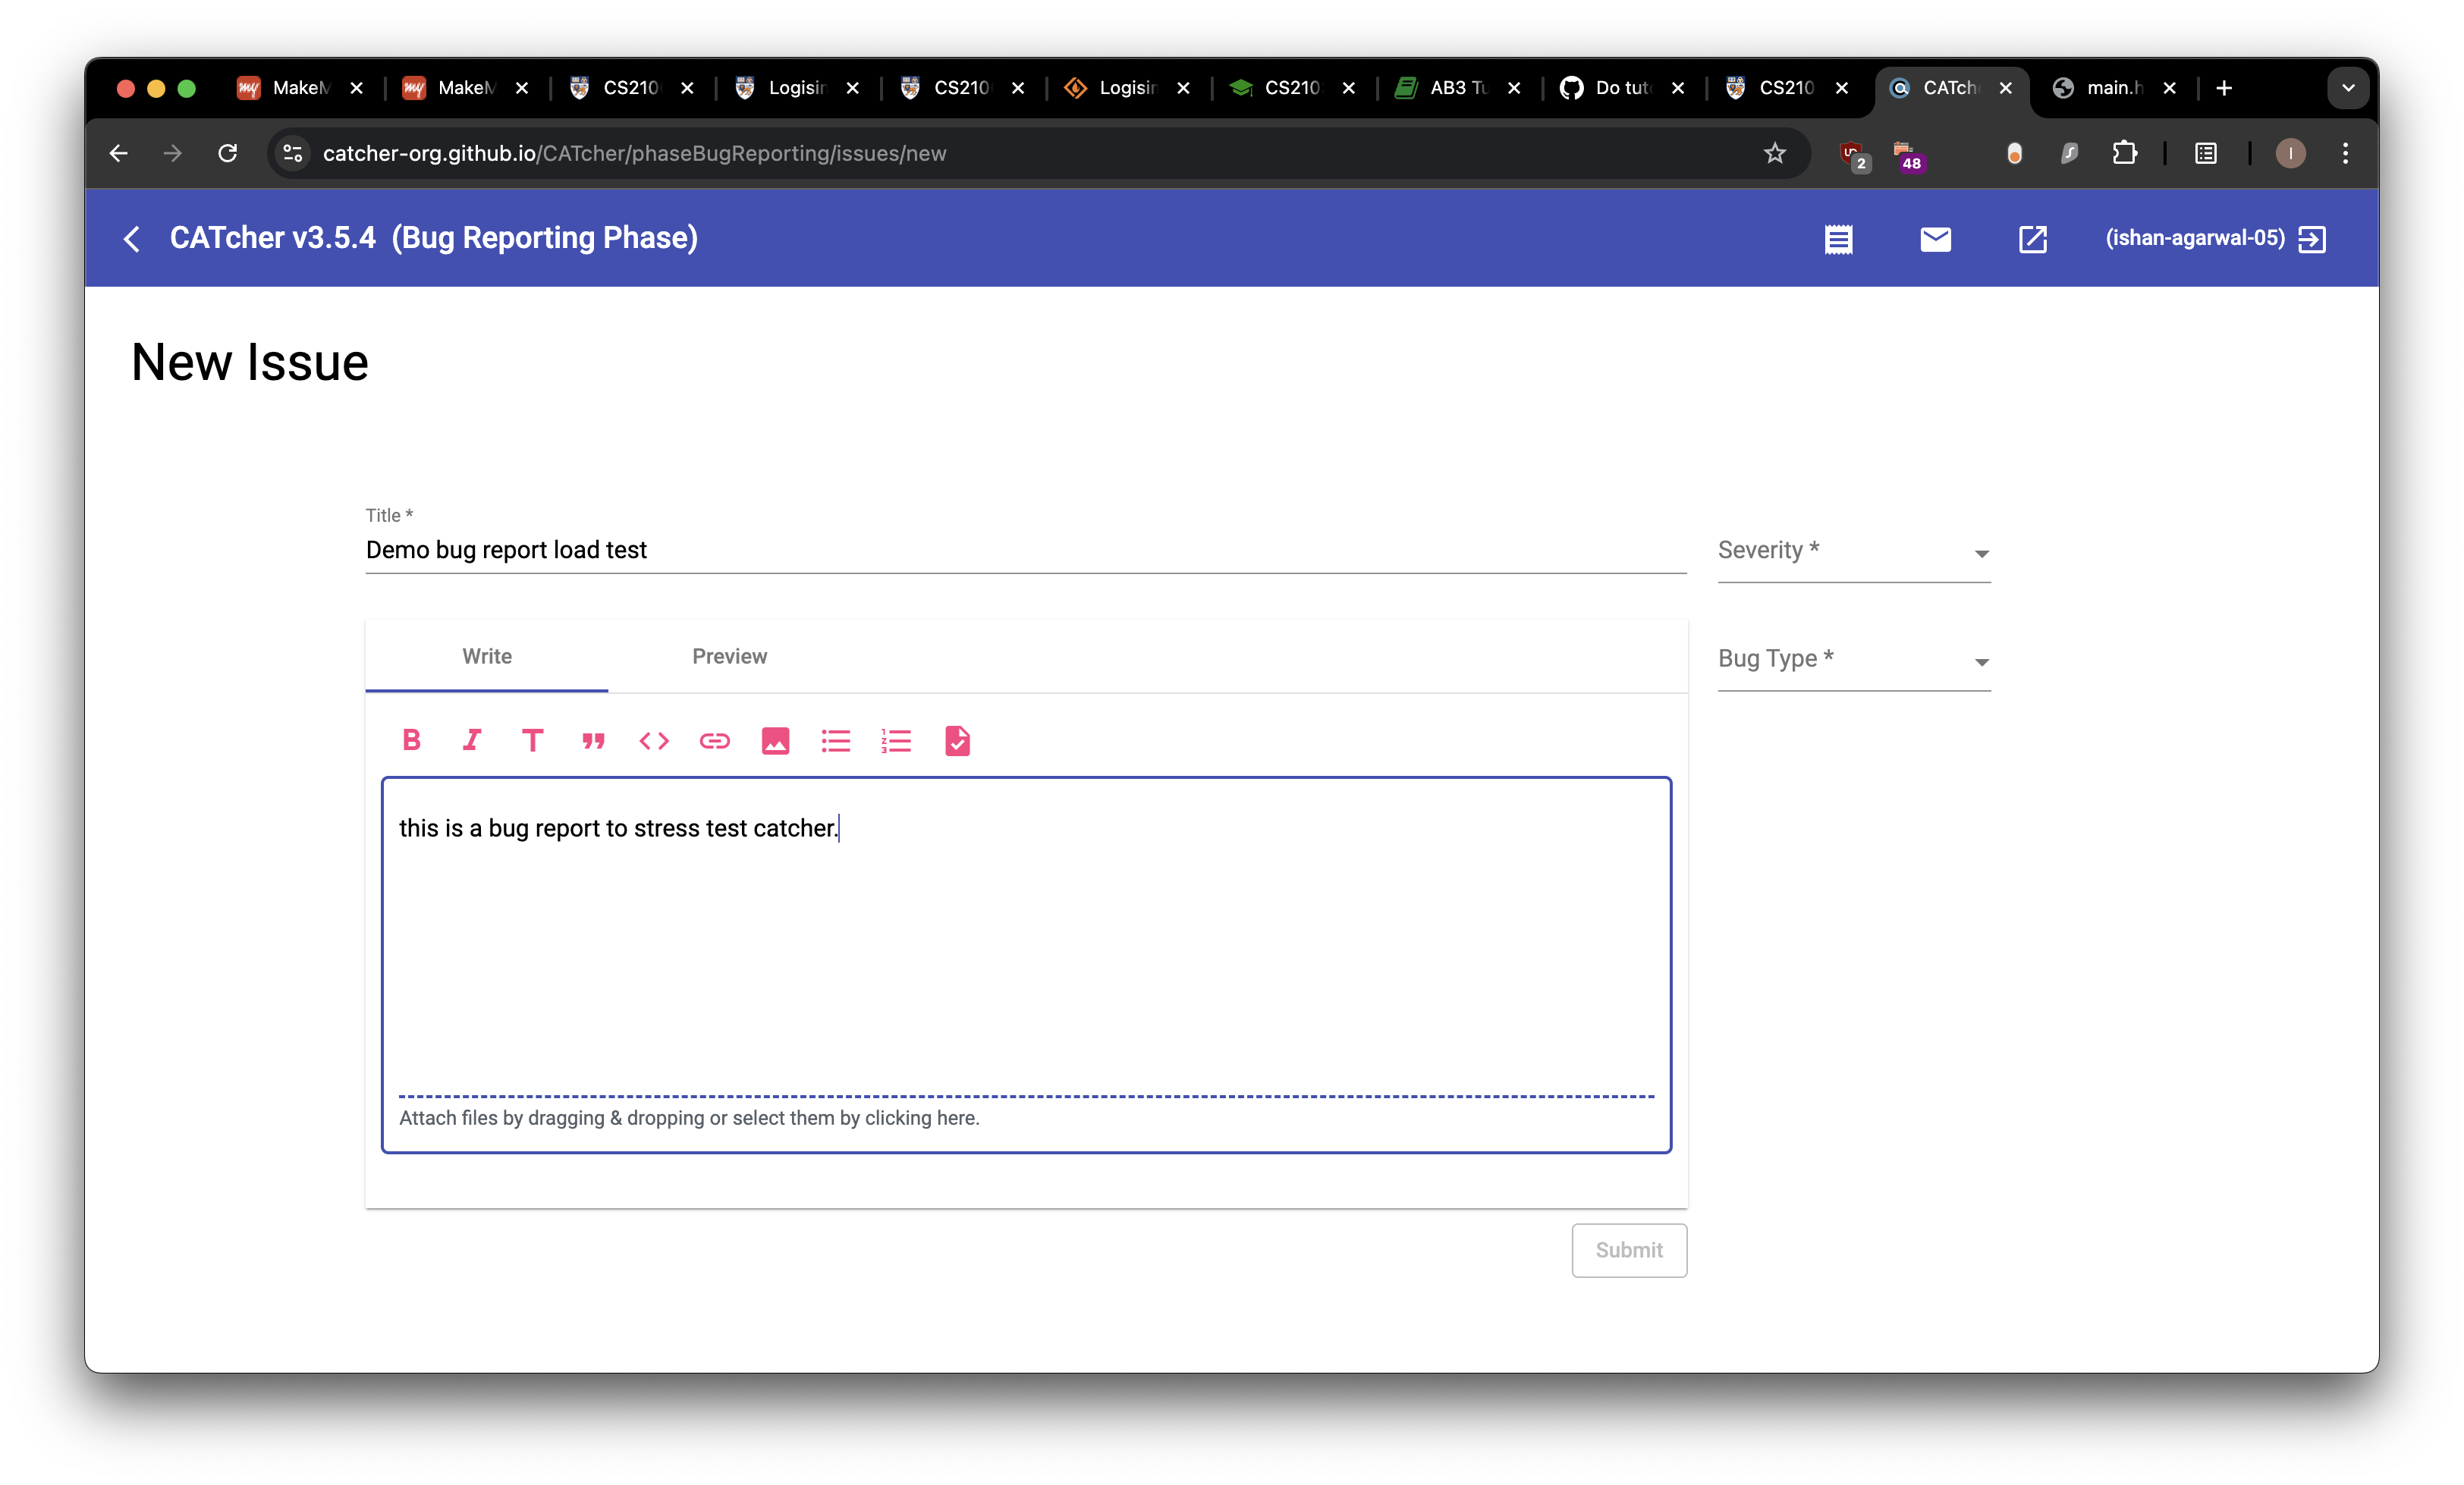 MakeM
MakeM
CS210
Logisin
CS210
Logisin
CS210
AB3 Tu
Do tut
CS210
CATch
main.h
catcher-org.github.io/CATcher/phaseBugReporting/issues/new
2
48
I
CATcher v3.5.4 (Bug Reporting Phase)
(ishan-agarwal-05)
New Issue
Title *
Demo bug report load test
Severity *
Write
Preview
Bug Type *
this is a bug report to stress test catcher.
Attach files by dragging & dropping or select them by clicking here.
Submit